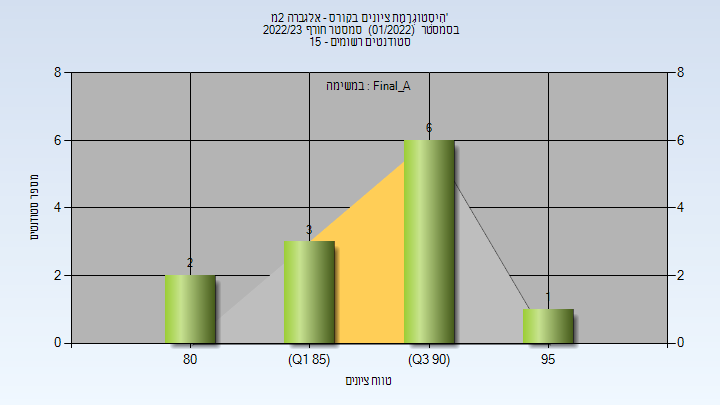 היסטוגרמת ציונים בקורס - אלגברה 2מ'
בסמסטר (01/2022) סמסטר חורף 2022/23
סטודנטים רשומים - 15
במשימה : Final_A
8 8
6 6
4 4
2 2
0 0
2
3
6
1
מספר סטודנטים
80 (Q1 85) (Q3 90) 95
טווח ציונים